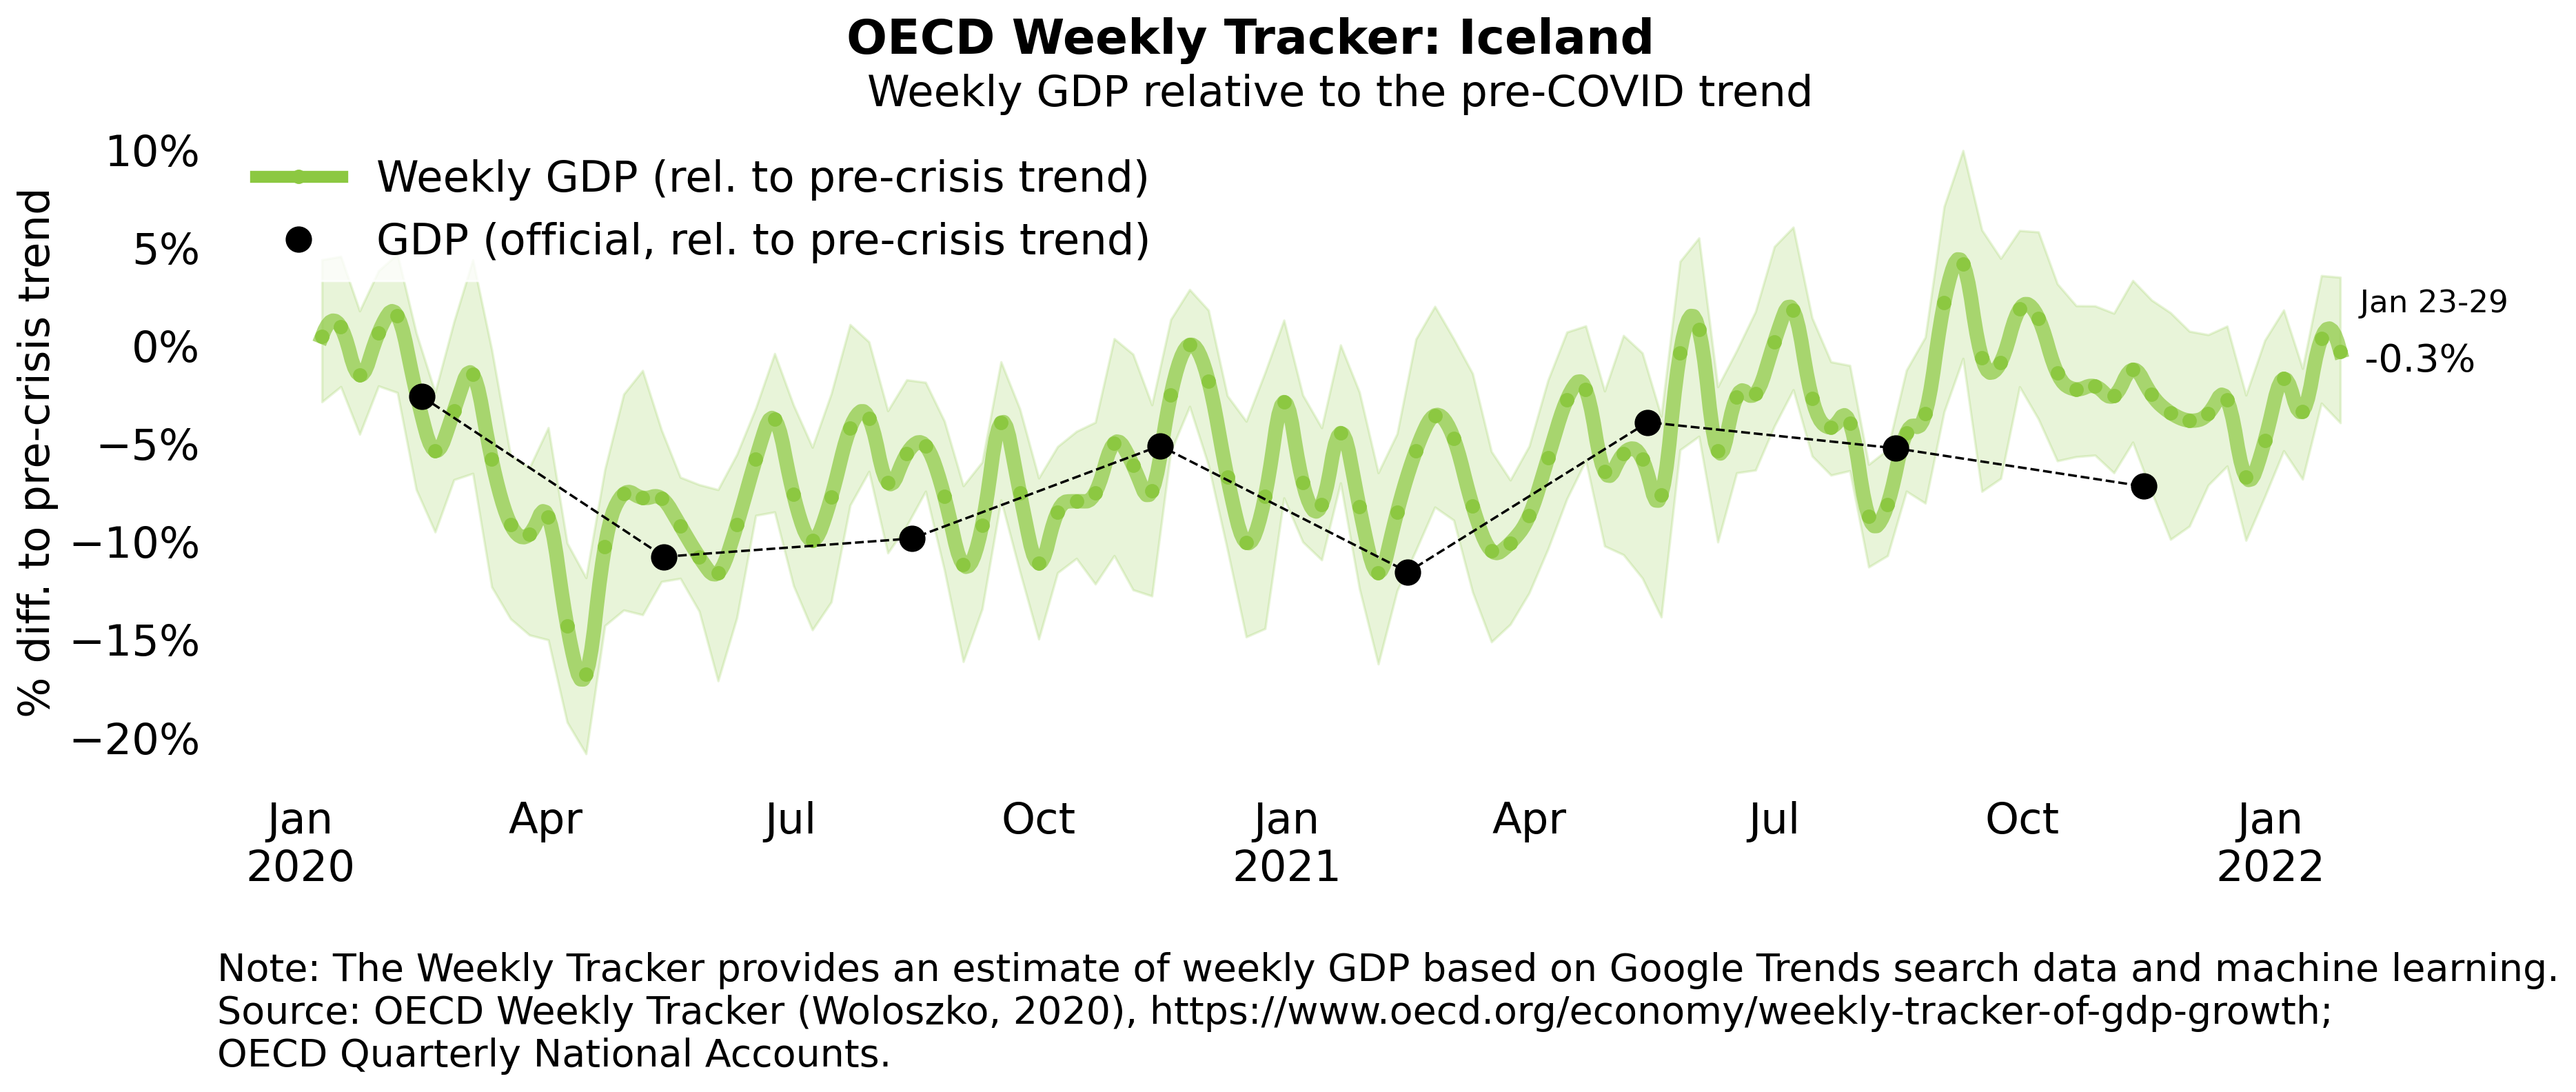 OECD Weekly Tracker: Iceland
Weekly GDP relative to the pre-COVID trend
% diff. to pre-crisis trend
10%
5%
0%
−5%
−10%
−15%
−20%
Weekly GDP (rel. to pre-crisis trend)
GDP (official, rel. to pre-crisis trend)
Jan 23-29
-0.3%
Jan Apr Jul Oct Jan Apr Jul Oct Jan
2020 2021 2022
Note: The Weekly Tracker provides an estimate of weekly GDP based on Google Trends search data and machine learning.
Source: OECD Weekly Tracker (Woloszko, 2020), https://www.oecd.org/economy/weekly-tracker-of-gdp-growth;
OECD Quarterly National Accounts.